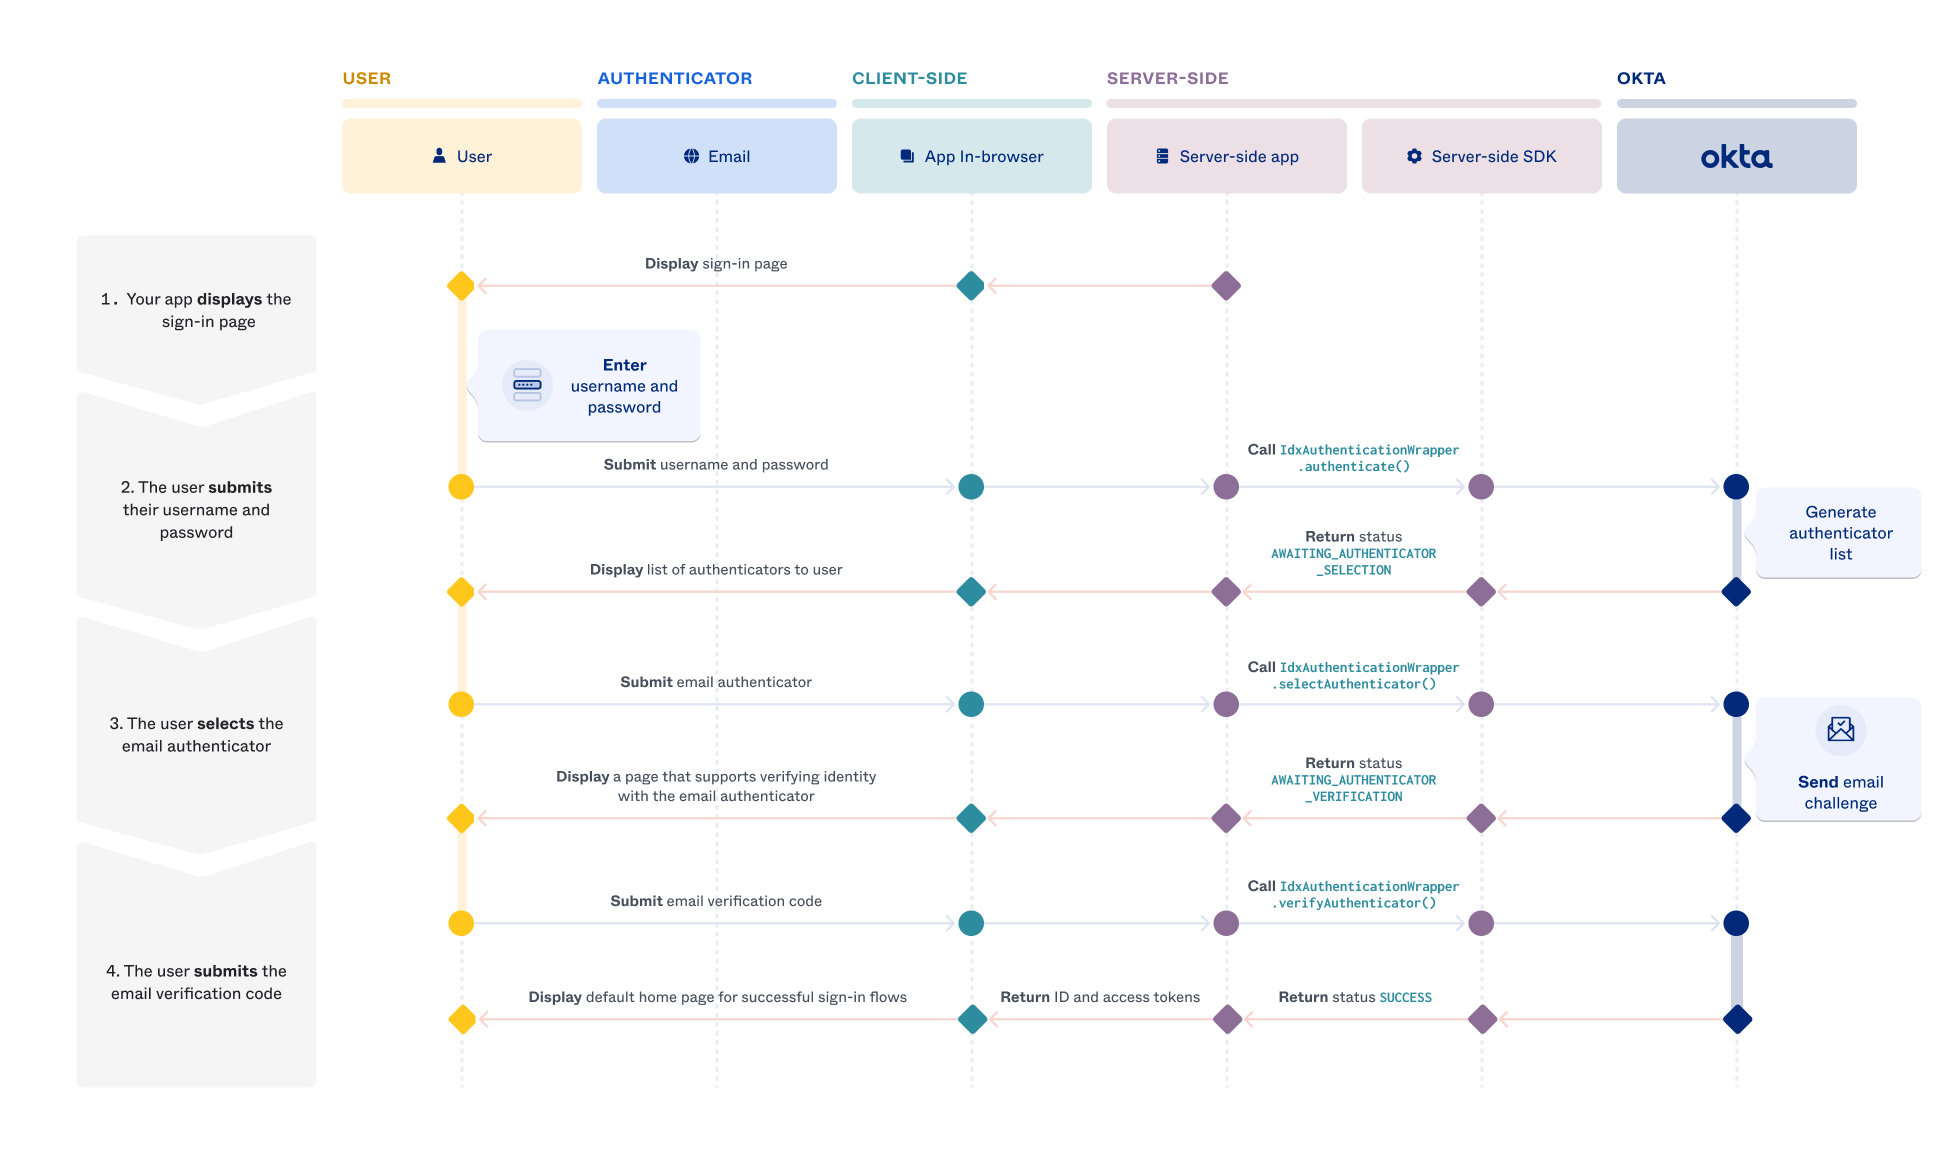 USER
AUTHENTICATOR
CLIENT-SIDE
SERVER-SIDE
OKTA
User
Email
App In-browser
Server-side app
Server-side SDK
okta
1. Your app displays the
sign-in page
Display sign-in page
Enter
username and
password
2. The user submits
their username and
password
Submit username and password
Call IdxAuthenticationWrapper
.authenticate()
Generate
authenticator
list
Display list of authenticators to user
Return status
AWAITING_AUTHENTICATOR
_SELECTION
3. The user selects the
email authenticator
Submit email authenticator
Call IdxAuthenticationWrapper
.selectAuthenticator()
Send email
challenge
Display a page that supports verifying identity
with the email authenticator
Return status
AWAITING_AUTHENTICATOR
_VERIFICATION
4. The user submits the
email verification code
Submit email verification code
Call IdxAuthenticationWrapper
.verifyAuthenticator()
Display default home page for successful sign-in flows
Return ID and access tokens
Return status SUCCESS